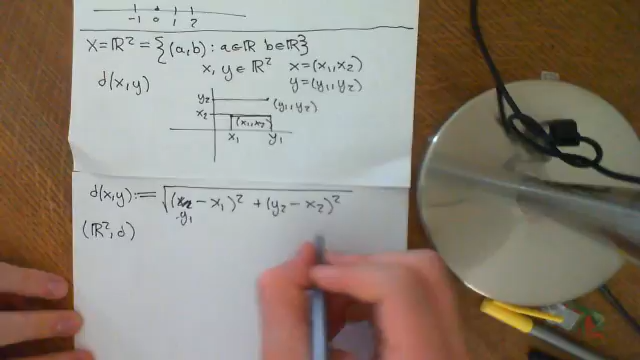 -1 0 1 2
X=ℝ²={(a,b): a∈ℝ b∈ℝ}
x, y∈ℝ² x=(x₁,x₂)
d(x,y) y=(y₁,y₂)
y₂ (y₁,y₂)
x₂ (x₁,x₂)
x₁ y₁
d(x,y):=√((
-x₁)² +(y₂-x₂)²
y₁
(ℝ²,d)